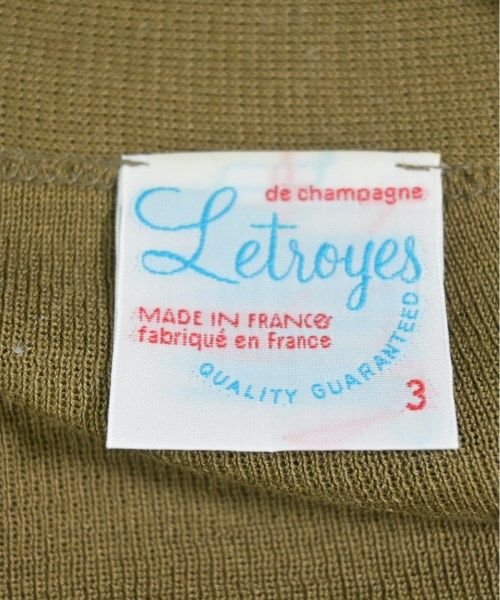 de champagne
Letroyes
MADE IN FRANCE
fabriqué en france
QUALITY GUARANTEED
3